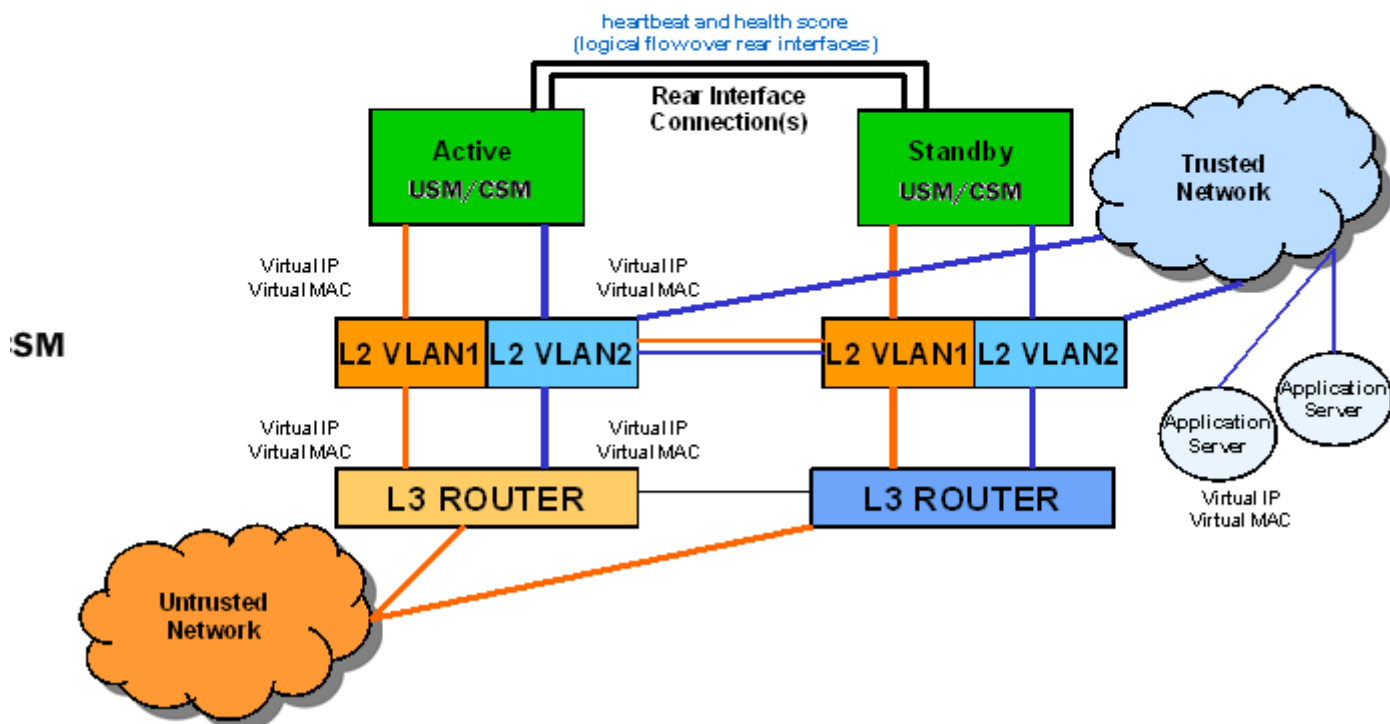 heartbeat and health score
(logical flowover rear interfaces)
Rear Interface
Connection(s)
Active
USM/CSM
Standby
USM/CSM
Trusted
Network
Virtual IP
Virtual MAC
Virtual IP
Virtual MAC
SM
L2 VLAN1
L2 VLAN2
L2 VLAN1
L2 VLAN2
Application
Server
Application
Server
Virtual IP
Virtual MAC
Virtual IP
Virtual MAC
L3 ROUTER
L3 ROUTER
Virtual IP
Virtual MAC
Untrusted
Network